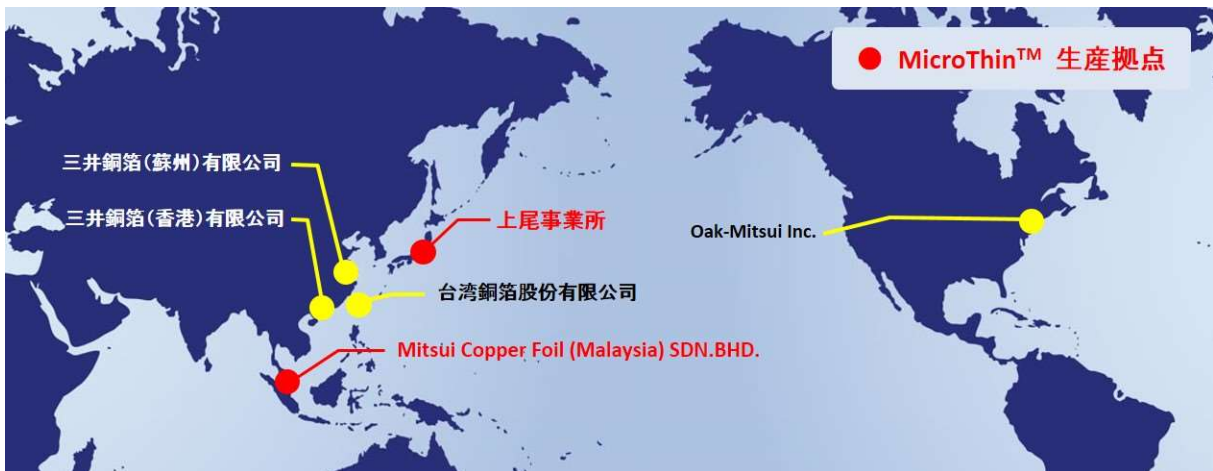 ● MicroThin™ 生産拠点
三井銅箔(蘇州)有限公司
三井銅箔(香港)有限公司
上尾事業所
Oak-Mitsui Inc.
台湾銅箔股份有限公司
Mitsui Copper Foil (Malaysia) SDN.BHD.